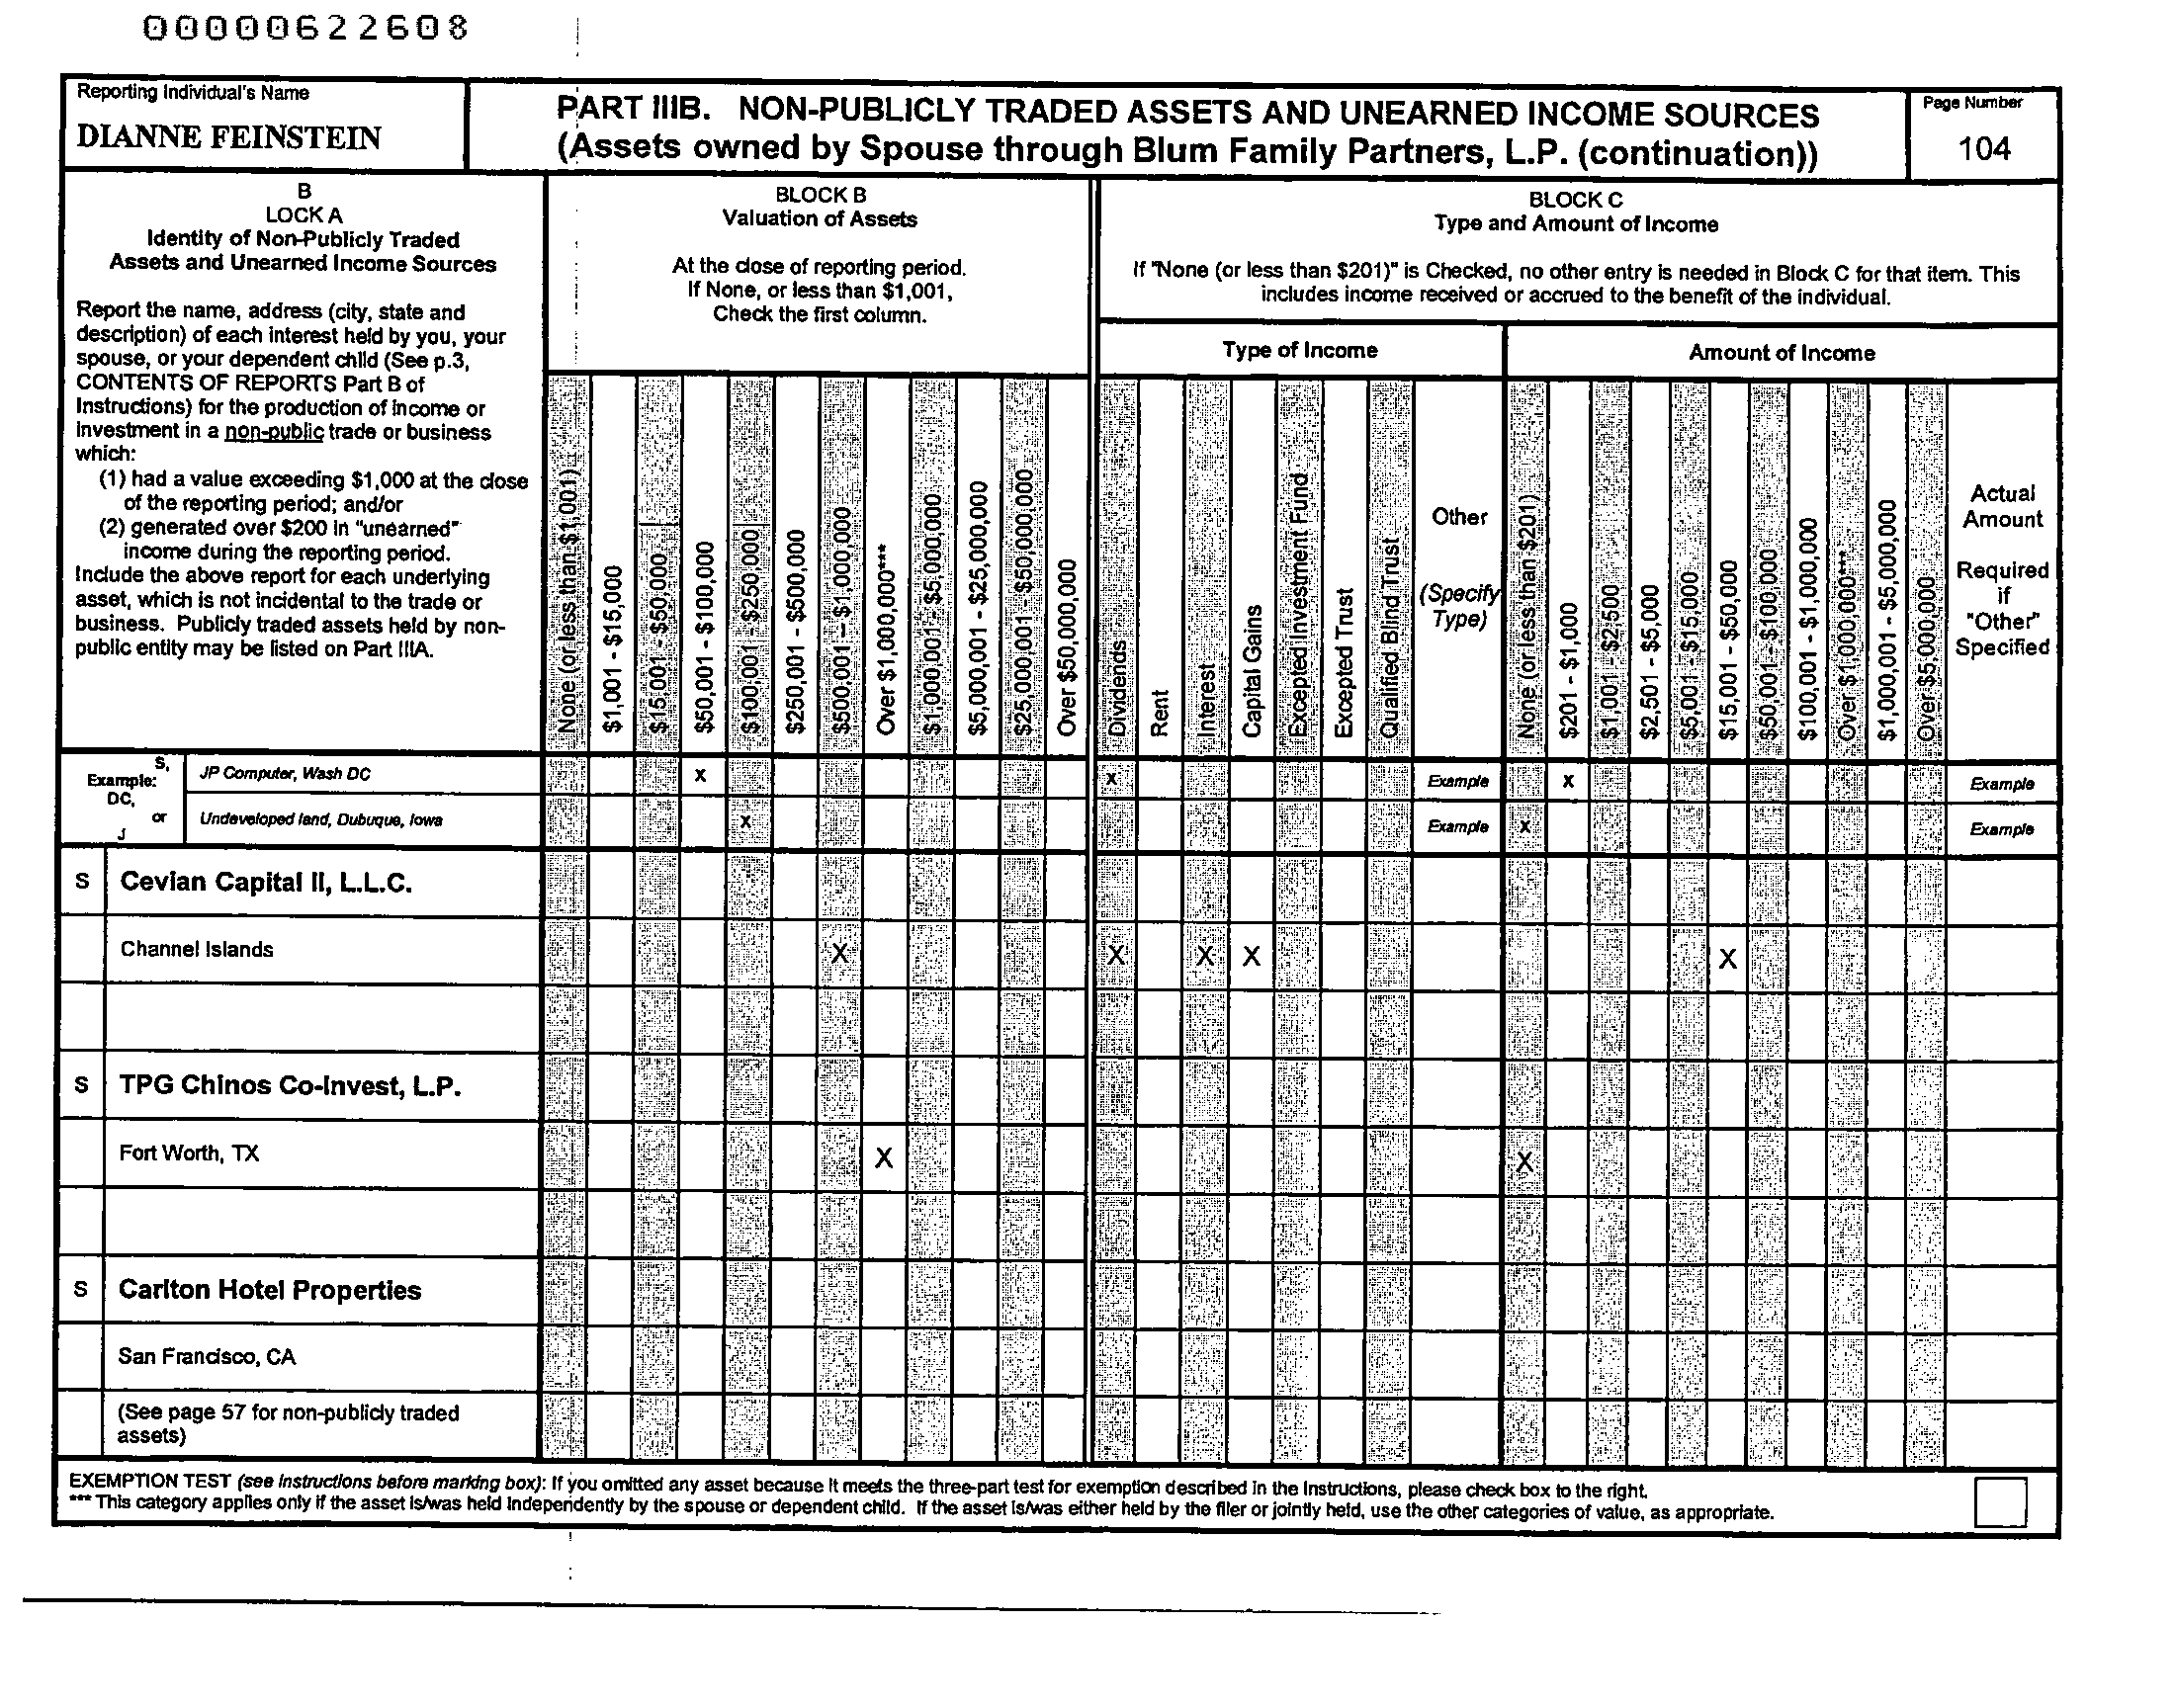 00000622608
Reporting Individual's Name
DIANNE FEINSTEIN
PART IIIB. NON-PUBLICLY TRADED ASSETS AND UNEARNED INCOME SOURCES
(Assets owned by Spouse through Blum Family Partners, L.P. (continuation))
Page Number
104
B
LOCK A
Identity of Non-Publicly Traded
Assets and Unearned Income Sources
Report the name, address (city, state and
description) of each interest held by you, your
spouse, or your dependent child (See p.3,
CONTENTS OF REPORTS Part B of
Instructions) for the production of income or
investment in a non-public trade or business
which:
(1) had a value exceeding $1,000 at the close
of the reporting period; and/or
(2) generated over $200 in "unearned"
income during the reporting period.
Include the above report for each underlying
asset, which is not incidental to the trade or
business. Publicly traded assets held by non-
public entity may be listed on Part IIIA.
BLOCK B
Valuation of Assets
At the close of reporting period.
If None, or less than $1,001,
Check the first column.
BLOCK C
Type and Amount of Income
If "None (or less than $201)" is Checked, no other entry is needed in Block C for that item. This
includes income received or accrued to the benefit of the individual.
Type of Income
Amount of Income
None (or less than $1,001)
$1,001 - $15,000
$15,001 - $50,000
$50,001 - $100,000
$100,001 - $250,000
$250,001 - $500,000
$500,001 - $1,000,000
Over $1,000,000***
$1,000,001 - $5,000,000
$5,000,001 - $25,000,000
$25,000,001 - $50,000,000
Over $50,000,000
Dividends
Rent
Interest
Capital Gains
Excepted Investment Fund
Excepted Trust
Qualified Blind Trust
Other
(Specify
Type)
None (or less than $201)
$201 - $1,000
$1,001 - $2,500
$2,501 - $5,000
$5,001 - $15,000
$15,001 - $50,000
$50,001 - $100,000
$100,001 - $1,000,000
Over $1,000,000***
$1,000,001 - $5,000,000
Over $5,000,000
Actual
Amount
Required
if
"Other"
Specified
S,
Example:
DC,
or
J
JP Computer, Wash DC x x Example x Example
Undeveloped land, Dubuque, Iowa x Example x Example
S Cevian Capital II, L.L.C.
Channel Islands X X X X X
S TPG Chinos Co-Invest, L.P.
Fort Worth, TX X X
S Carlton Hotel Properties
San Francisco, CA
(See page 57 for non-publicly traded
assets)
EXEMPTION TEST (see instructions before marking box): If you omitted any asset because it meets the three-part test for exemption described in the instructions, please check box to the right.
*** This category applies only if the asset is/was held independently by the spouse or dependent child. If the asset is/was either held by the filer or jointly held, use the other categories of value, as appropriate.